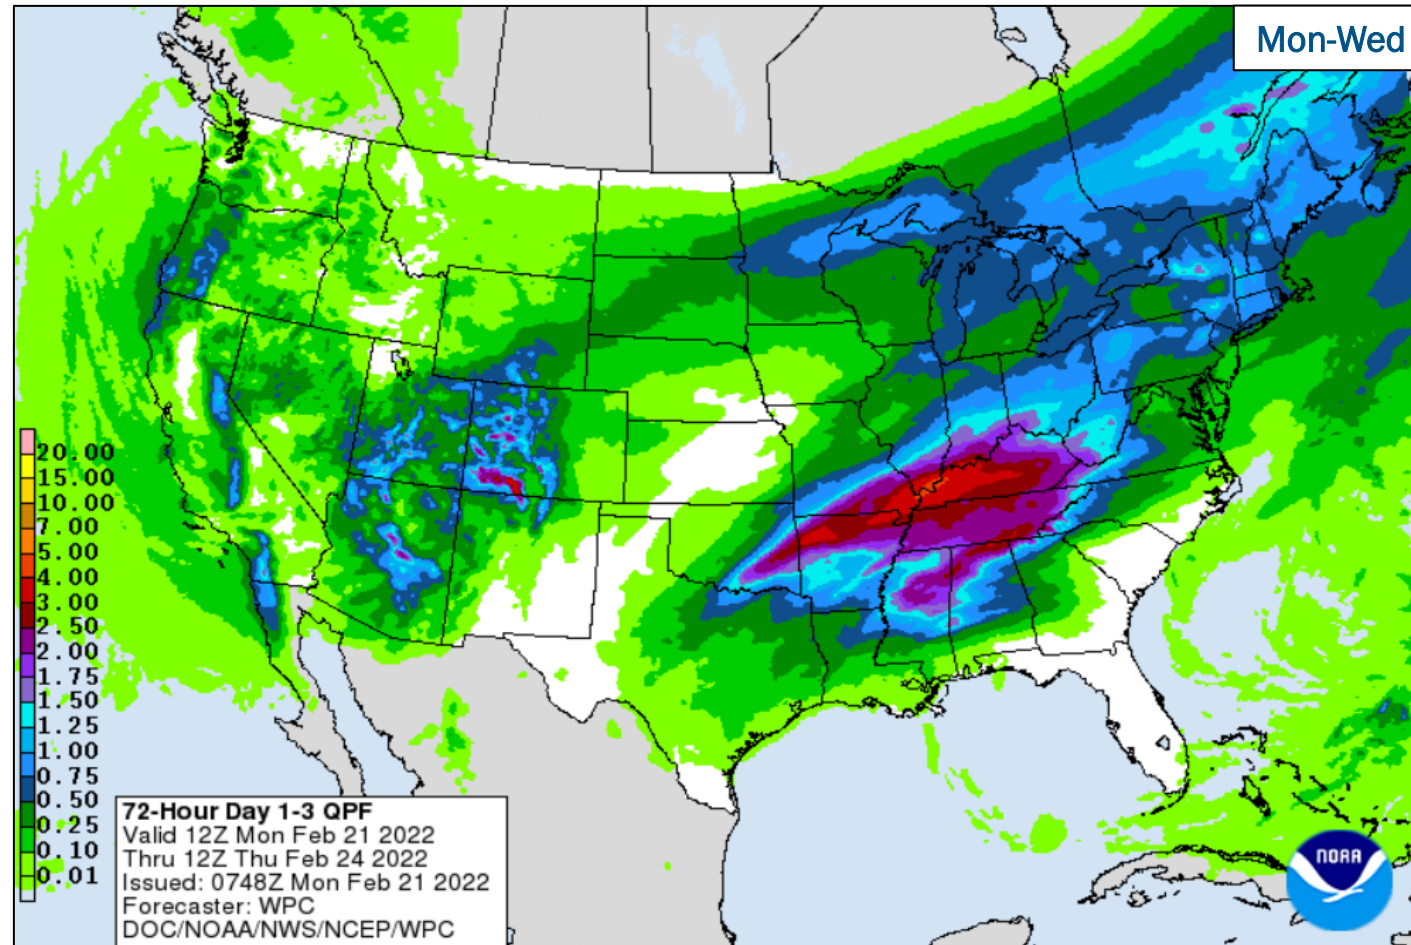 Mon-Wed
20.00
15.00
10.00
7.00
5.00
4.00
3.00
2.50
2.00
1.75
1.50
1.25
1.00
0.75
0.50
0.25
0.10
0.01
72-Hour Day 1-3 QPF
Valid 12Z Mon Feb 21 2022
Thru 12Z Thu Feb 24 2022
Issued: 0748Z Mon Feb 21 2022
Forecaster: WPC
DOC/NOAA/NWS/NCEP/WPC
NOAA